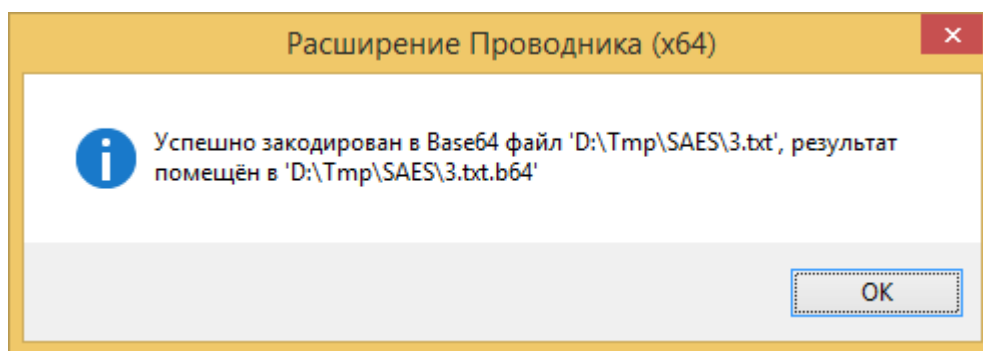 Расширение Проводника (x64)
Успешно закодирован в Base64 файл 'D:\Tmp\SAES\3.txt', результат
помещён в 'D:\Tmp\SAES\3.txt.b64'
OK